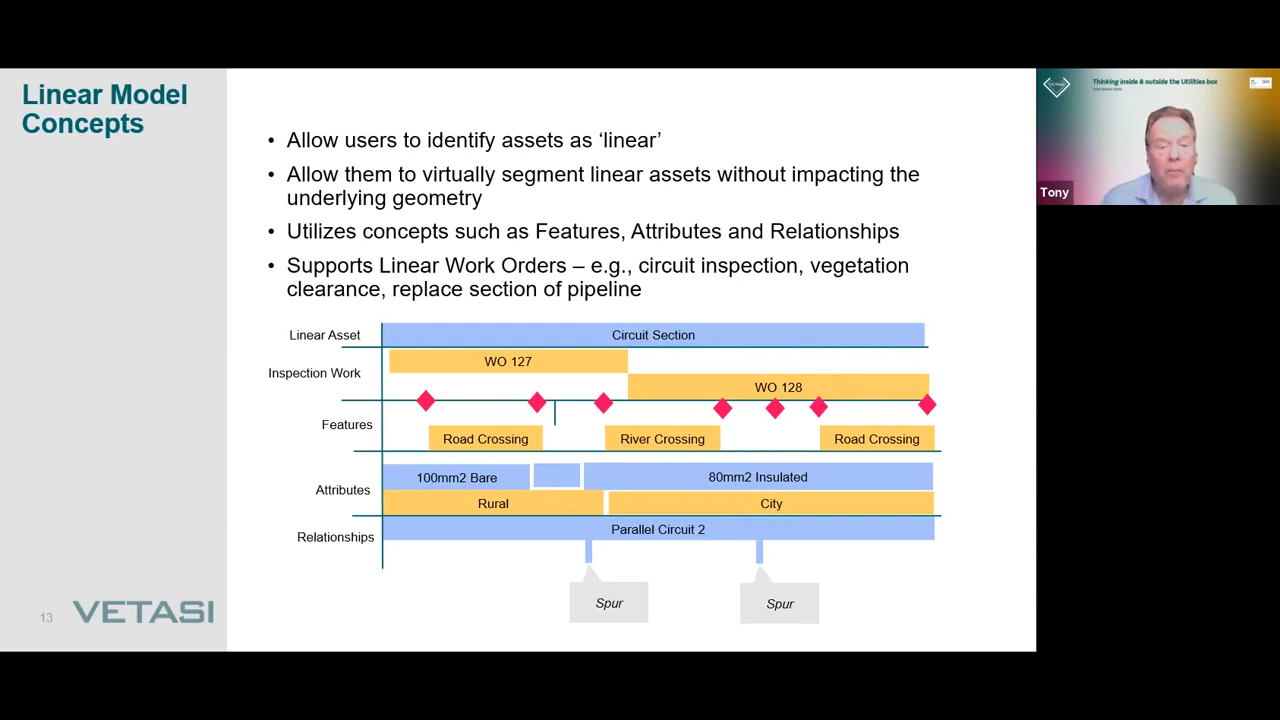 Linear Model
Concepts
• Allow users to identify assets as ‘linear’
• Allow them to virtually segment linear assets without impacting the
underlying geometry
• Utilizes concepts such as Features, Attributes and Relationships
• Supports Linear Work Orders – e.g., circuit inspection, vegetation
clearance, replace section of pipeline
Linear Asset
Circuit Section
Inspection Work
WO 127
WO 128
Features
Road Crossing
River Crossing
Road Crossing
Attributes
100mm2 Bare
80mm2 Insulated
Rural
City
Relationships
Parallel Circuit 2
Spur
Spur
13
VETASI
VETASI
Thinking inside & outside the Utilities box
Tony